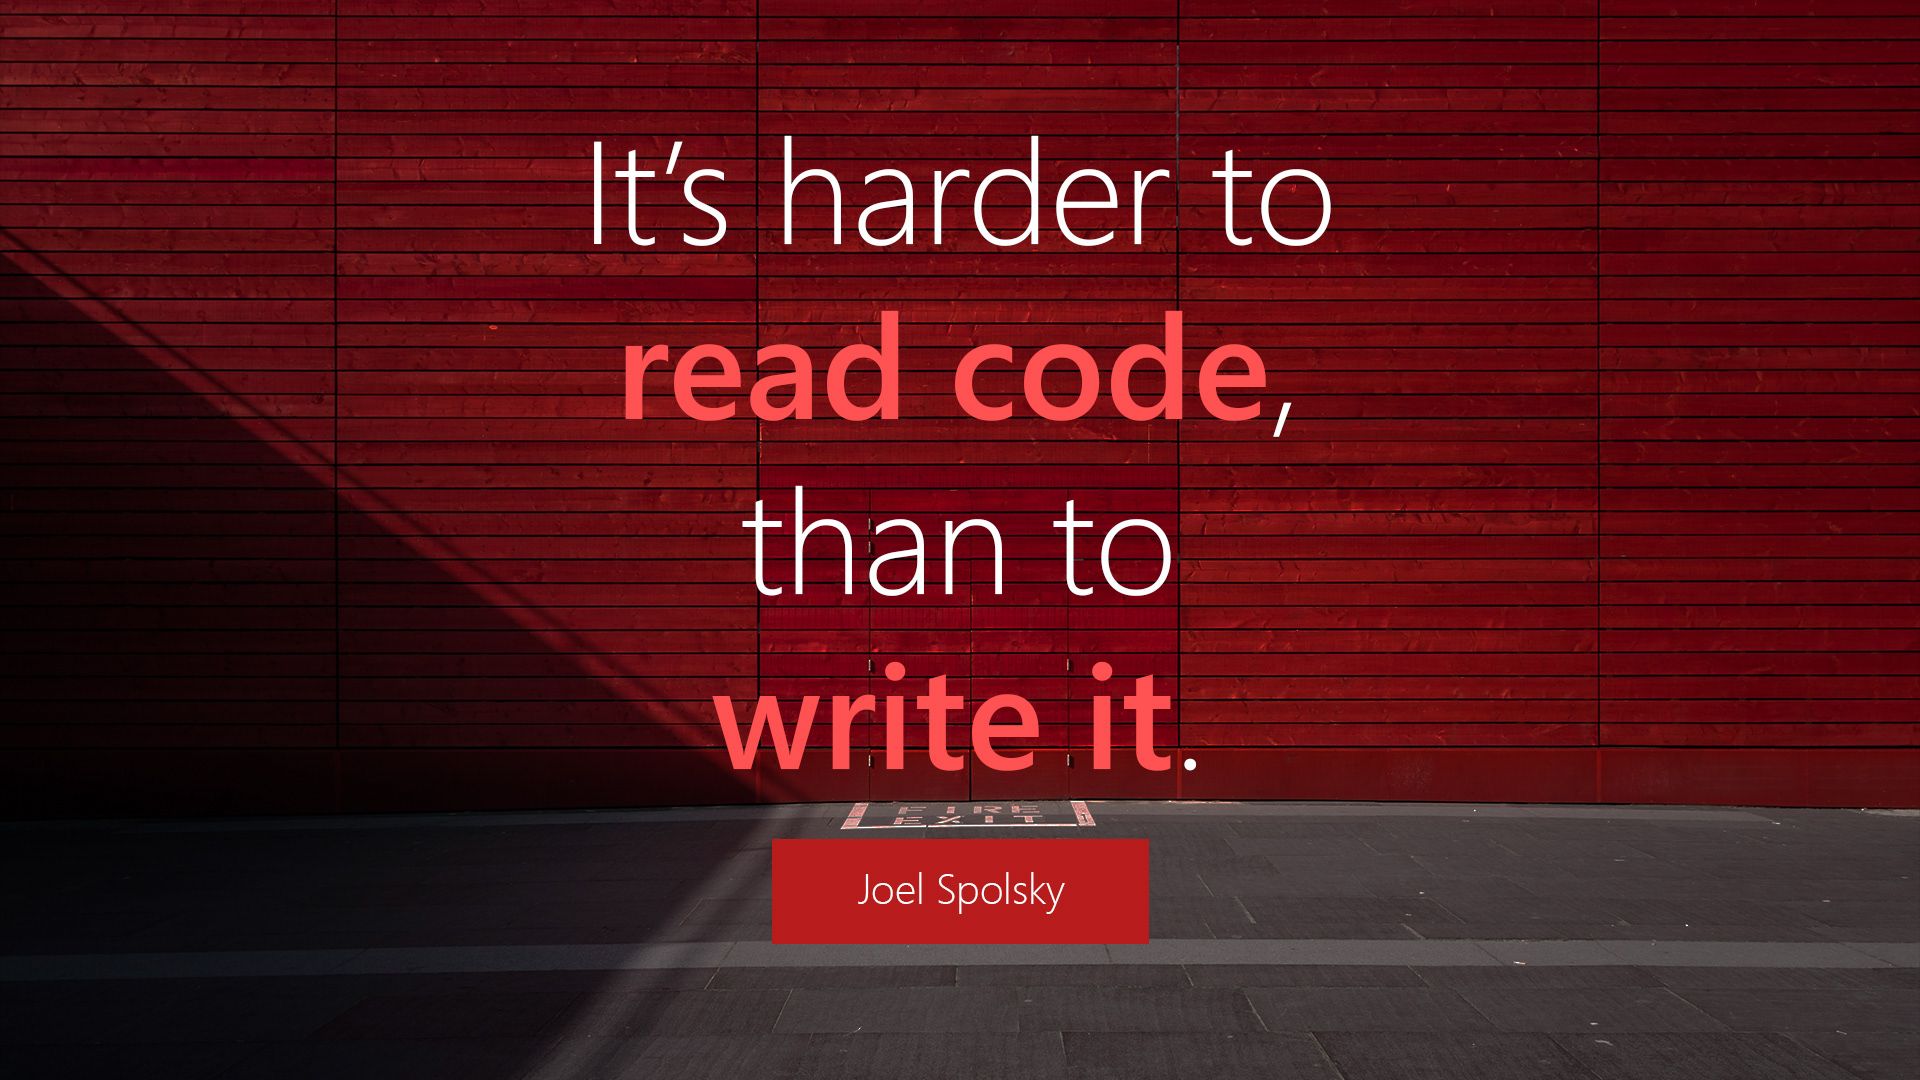 It’s harder to
read code,
than to
write it.
FIRE
EXIT
Joel Spolsky